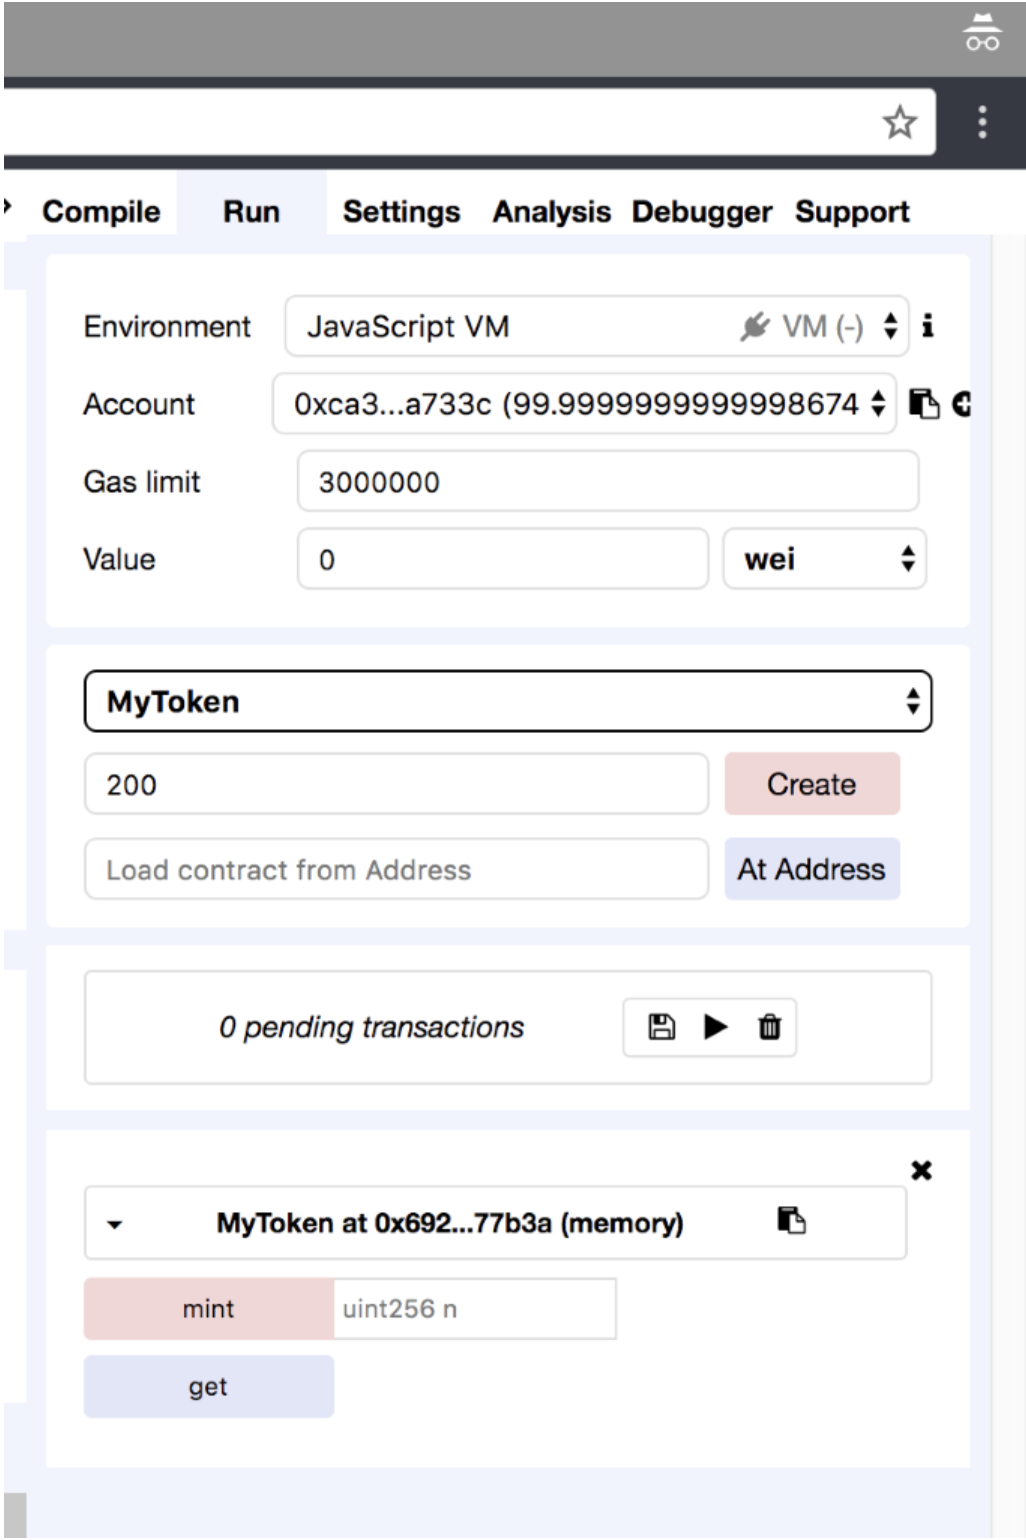 Compile Run Settings Analysis Debugger Support
Environment JavaScript VM VM (-)
Account 0xca3...a733c (99.9999999999998674
Gas limit 3000000
Value 0 wei
MyToken
200 Create
Load contract from Address At Address
0 pending transactions
MyToken at 0x692...77b3a (memory)
mint uint256 n
get